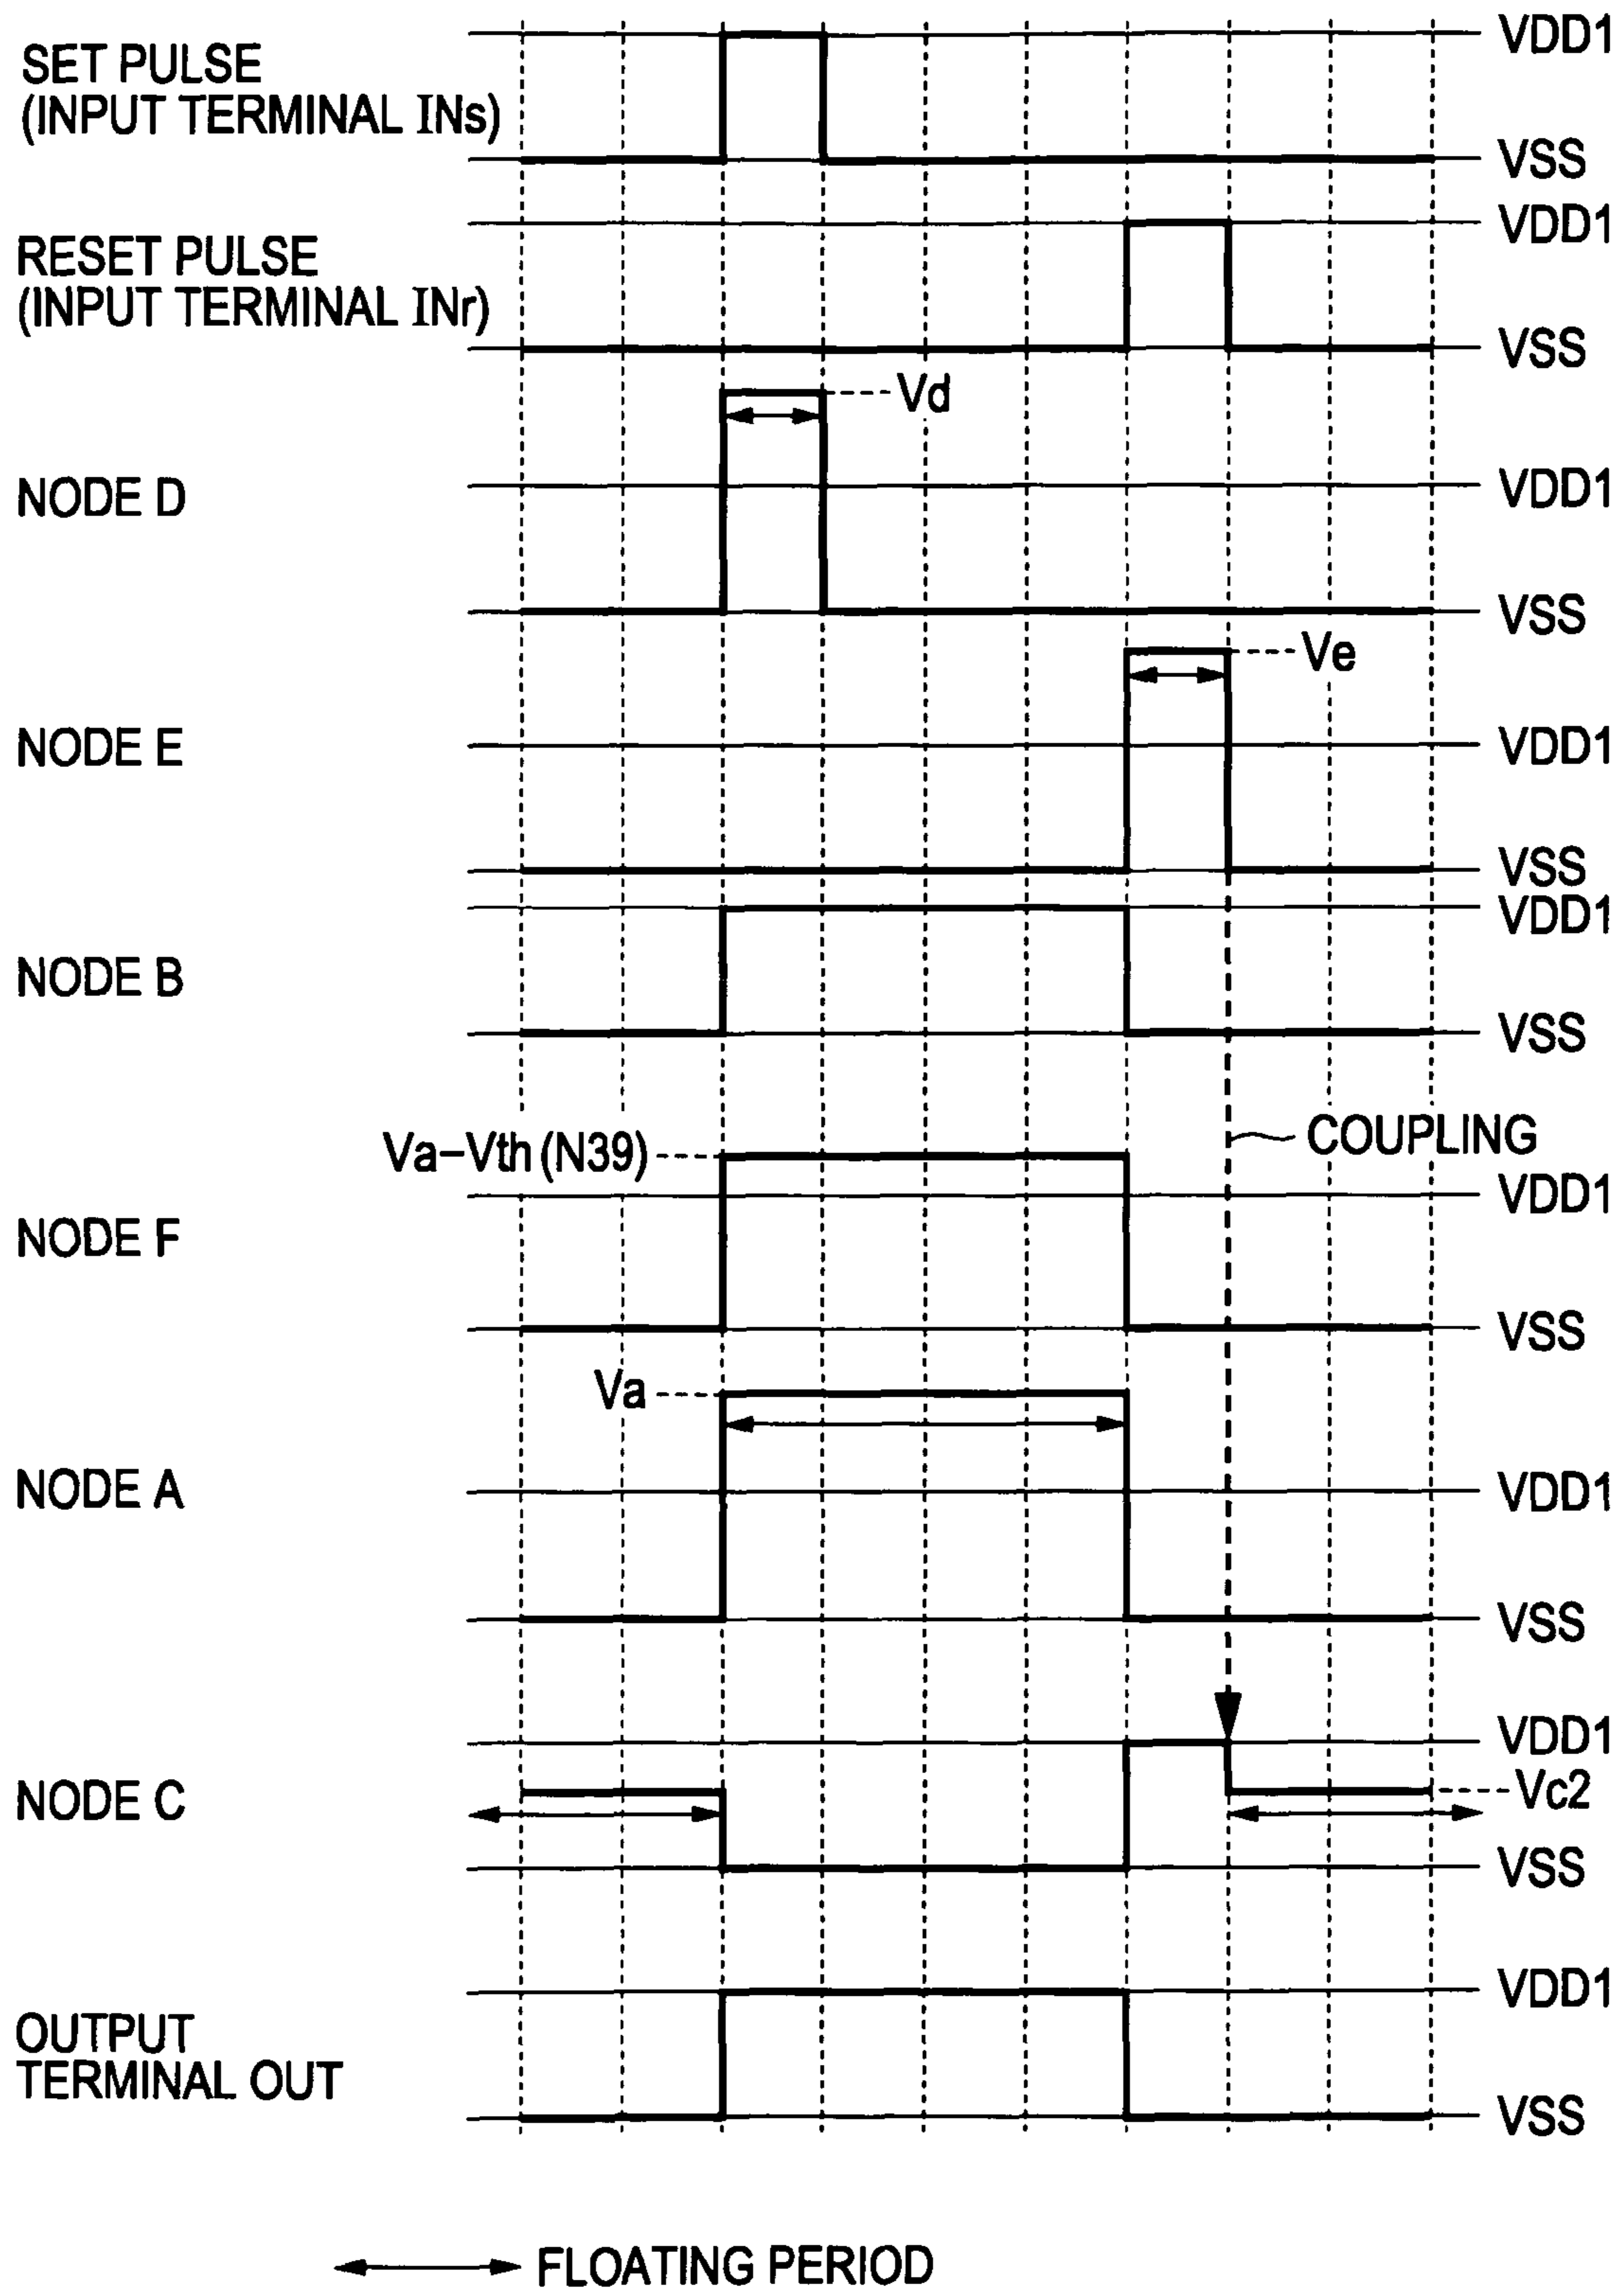 SET PULSE
(INPUT TERMINAL INs)
VDD1
VSS
RESET PULSE
(INPUT TERMINAL INr)
VDD1
VSS
NODE D
Vd
VDD1
VSS
NODE E
Ve
VDD1
VSS
NODE B
VDD1
VSS
COUPLING
NODE F
Va-Vth (N39)
VDD1
VSS
NODE A
Va
VDD1
VSS
NODE C
VDD1
Vc2
VSS
OUTPUT
TERMINAL OUT
VDD1
VSS
FLOATING PERIOD